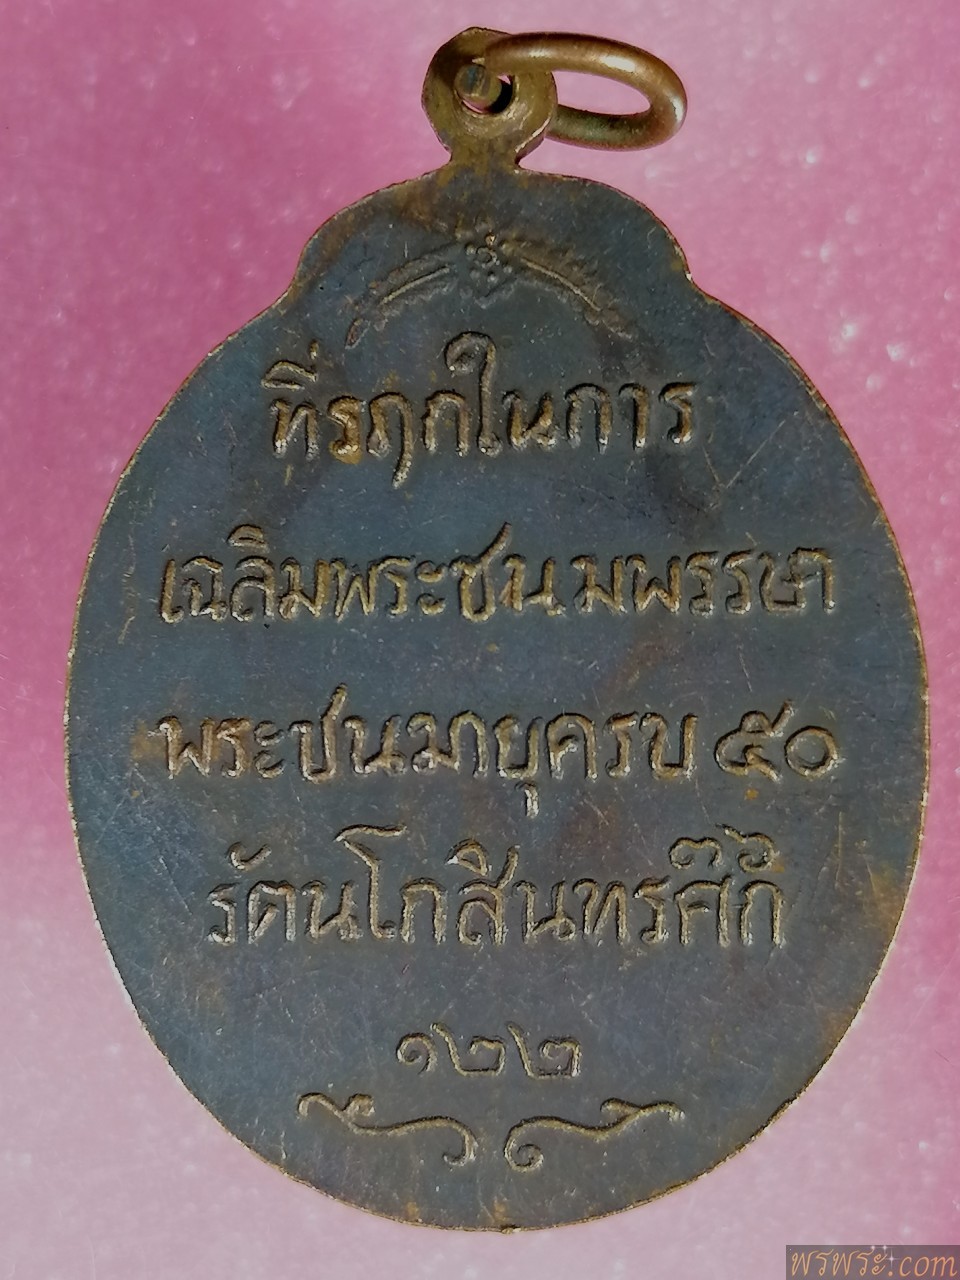 ที่รฦกในการ
เฉลิมพระชนมพรรษา
พระชนมายุครบ ๕๐
รัตนโกสินทรศ๊ก๎
๑๒๒
พรพระ.com